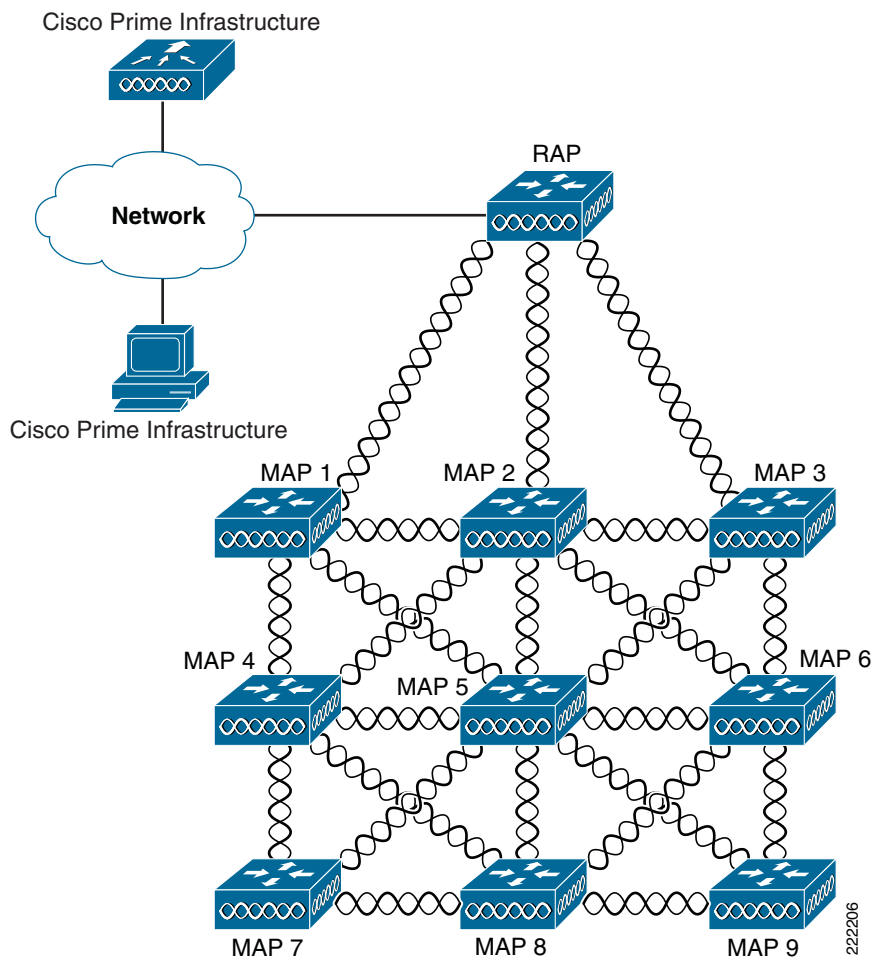 Cisco Prime Infrastructure
RAP
Network
Cisco Prime Infrastructure
MAP 1
MAP 2
MAP 3
MAP 4
MAP 5
MAP 6
MAP 7
MAP 8
MAP 9
222206